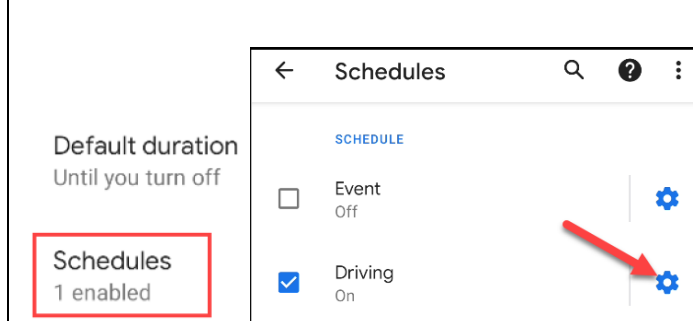 Default duration
Until you turn off
Schedules
1 enabled
Schedules
SCHEDULE
Event
Off
Driving
On